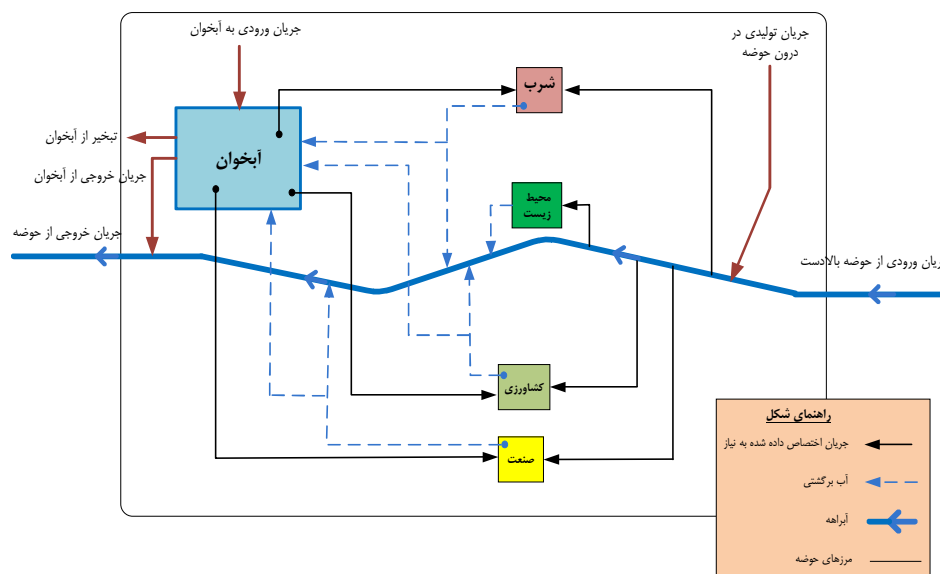 جریان ورودی به آبخوان
جریان تولیدی در
درون حوضه
شرب
تبخیر از آبخوان
آبخوان
جریان خروجی از آبخوان
محیط
زیست
جریان خروجی از حوضه
ریان ورودی از حوضه بالادست
کشاورزی
صنعت
راهنمای شکل
جریان اختصاص داده شده به نیاز
آب برگشتی
آبراهه
مرزهای حوضه